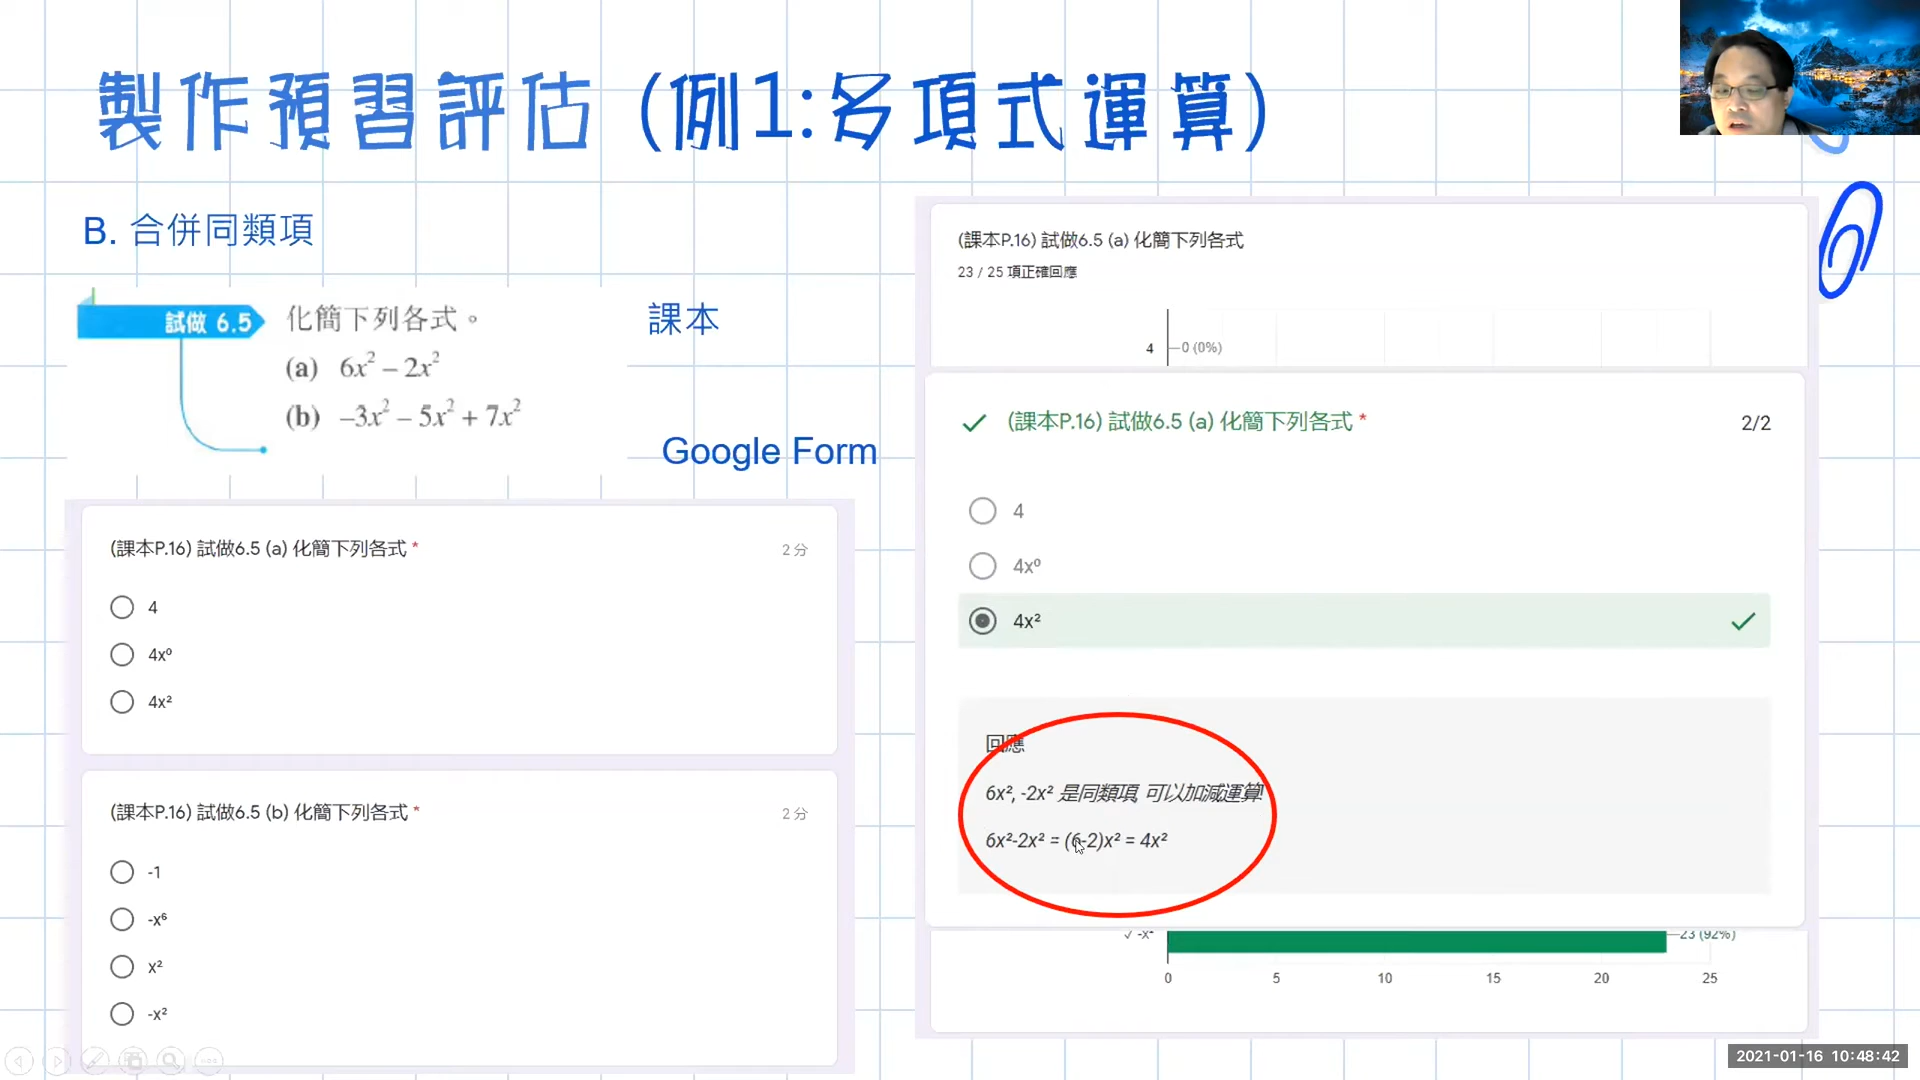 製作預習評估 (例1:多項式運算)
B. 合併同類項
試做 6.5
化簡下列各式。
(a) 6x² – 2x²
(b) –3x² – 5x² + 7x²
課本
Google Form
(課本P.16) 試做6.5 (a) 化簡下列各式 *
2 分
4
4x⁰
4x²
(課本P.16) 試做6.5 (b) 化簡下列各式 *
2 分
-1
-x⁶
x²
-x²
(課本P.16) 試做6.5 (a) 化簡下列各式
23 / 25 項正確回應
4
0 (0%)
(課本P.16) 試做6.5 (a) 化簡下列各式 *
2/2
4
4x⁰
4x²
回應
6x², -2x² 是同類項, 可以加減運算!
6x²-2x² = (6-2)x² = 4x²
✓ -x²
23 (92%)
0 5 10 15 20 25
2021-01-16 10:48:42